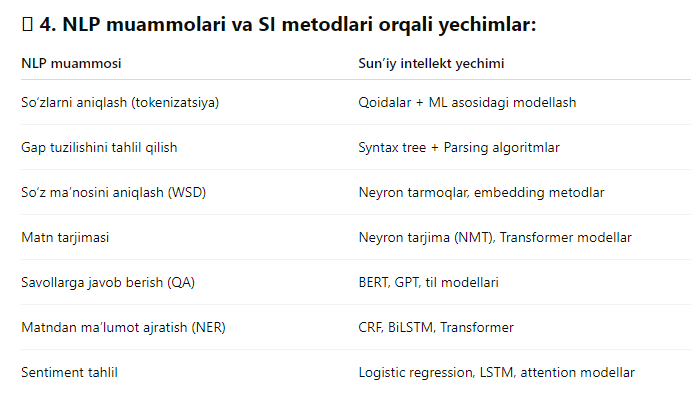 4. NLP muammolari va SI metodlari orqali yechimlar:
NLP muammosi Sun’iy intellekt yechimi
So‘zlarni aniqlash (tokenizatsiya) Qoidalar + ML asosidagi modellash
Gap tuzilishini tahlil qilish Syntax tree + Parsing algoritmlar
So‘z ma’nosini aniqlash (WSD) Neyron tarmoqlar, embedding metodlar
Matn tarjimasi Neyron tarjima (NMT), Transformer modellar
Savollarga javob berish (QA) BERT, GPT, til modellari
Matndan ma’lumot ajratish (NER) CRF, BiLSTM, Transformer
Sentiment tahlil Logistic regression, LSTM, attention modellar